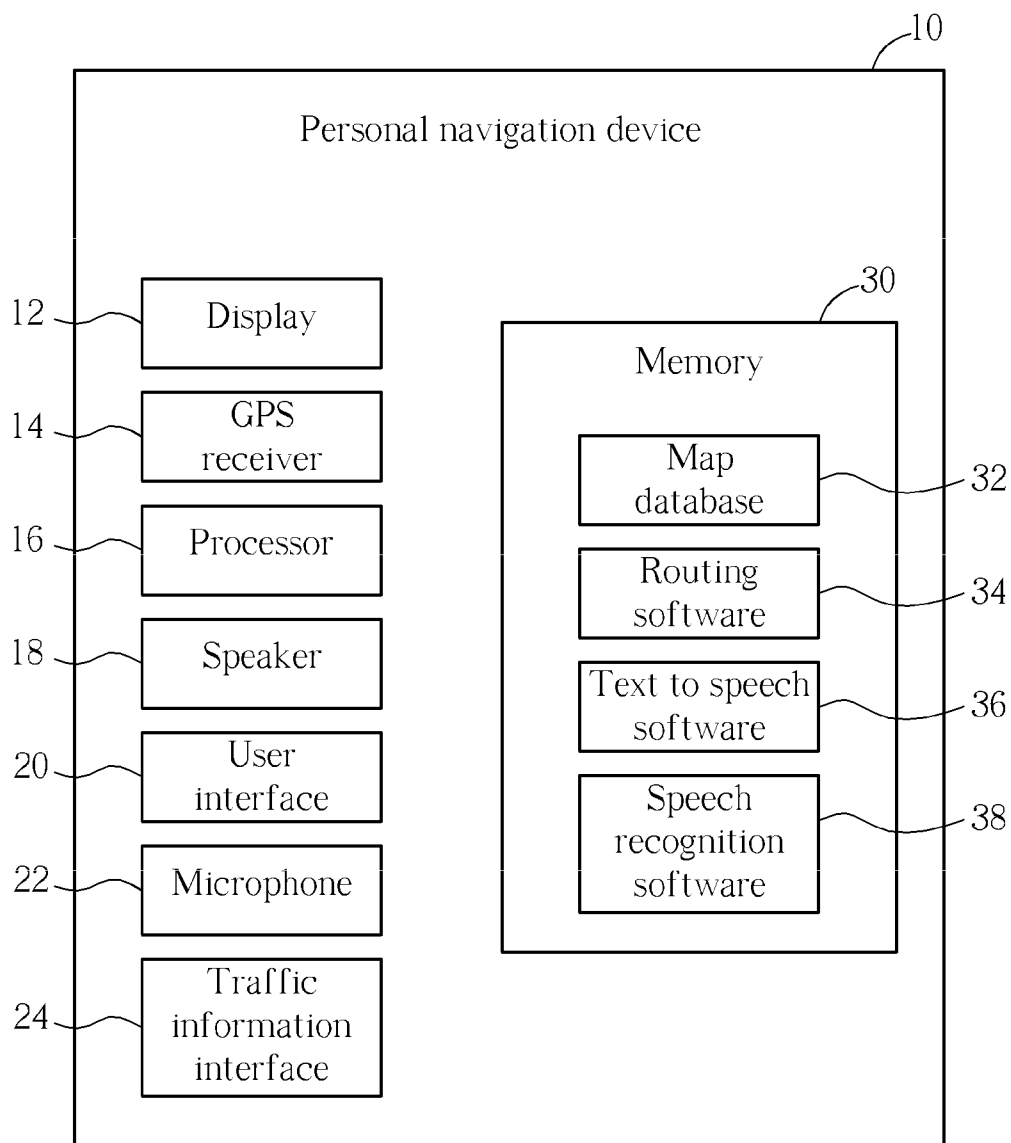 10
Personal navigation device
12
Display
14
GPS
receiver
16
Processor
18
Speaker
20
User
interface
22
Microphone
24
Traffic
information
interface
30
Memory
Map
database
32
Routing
software
34
Text to speech
software
36
Speech
recognition
software
38